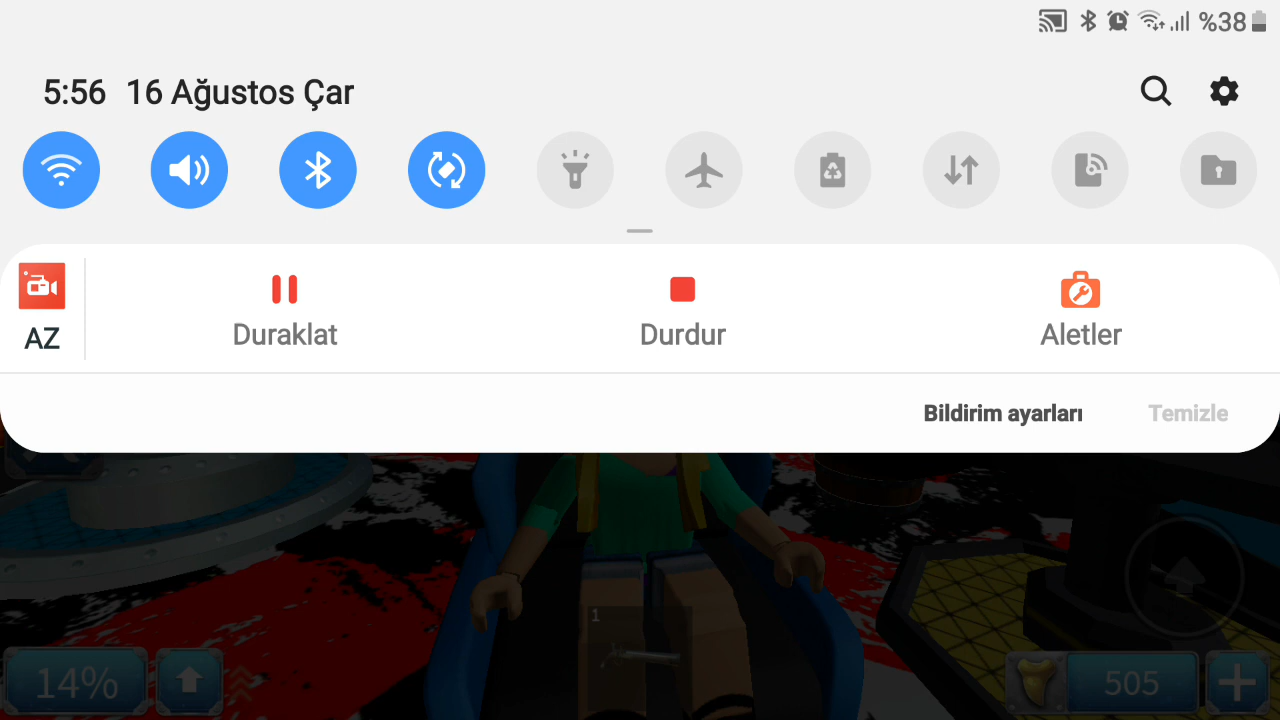 %38
5:56 16 Ağustos Çar
AZ
Duraklat
Durdur
Aletler
Bildirim ayarları
Temizle
1
14%
505